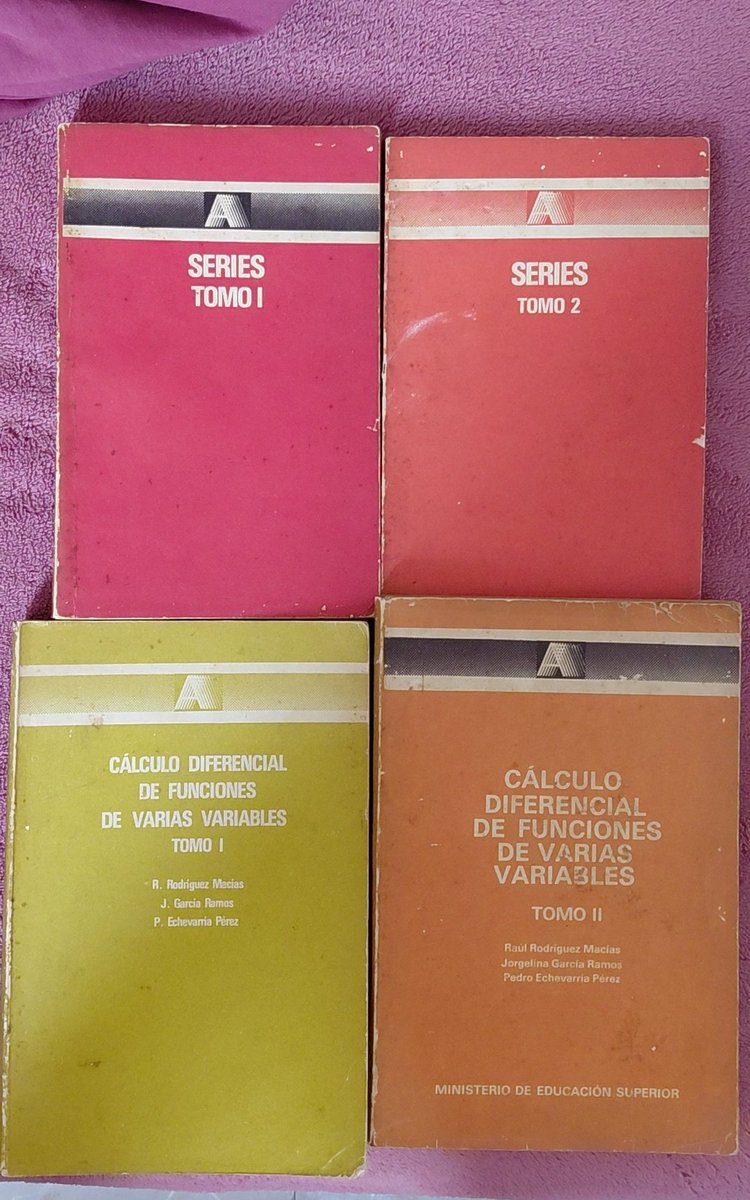 A
SERIES
TOMO I
A
SERIES
TOMO 2
A
CÁLCULO DIFERENCIAL
DE FUNCIONES
DE VARIAS VARIABLES
TOMO I
R. Rodríguez Macías
J. García Ramos
P. Echevarría Pérez
A
CÁLCULO
DIFERENCIAL
DE FUNCIONES
DE VARIAS
VARIABLES
TOMO II
Raúl Rodríguez Macías
Jorgelina García Ramos
Pedro Echevarría Pérez
MINISTERIO DE EDUCACIÓN SUPERIOR